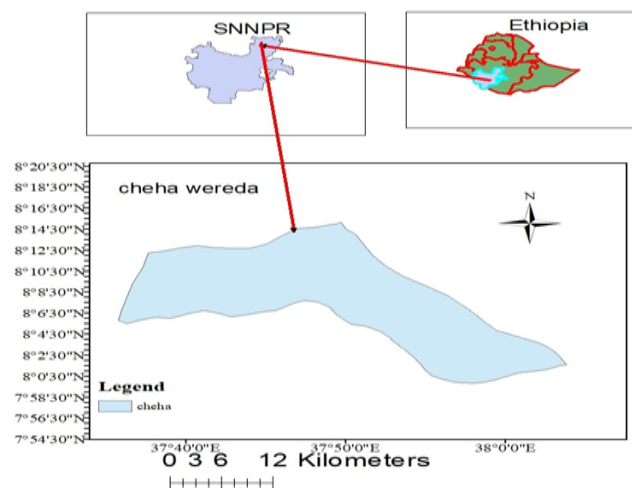 SNNPR
Ethiopia
8°20'30"N
8°18'30"N
cheha wereda
8°16'30"N
N
8°14'30"N
8°12'30"N
8°10'30"N
8°8'30"N
8°6'30"N
8°4'30"N
8°2'30"N
8°0'30"N
Legend
7°58'30"N
cheha
7°56'30"N
7°54'30"N
37°40'0"E 37°50'0"E 38°0'0"E
0 3 6 12 Kilometers